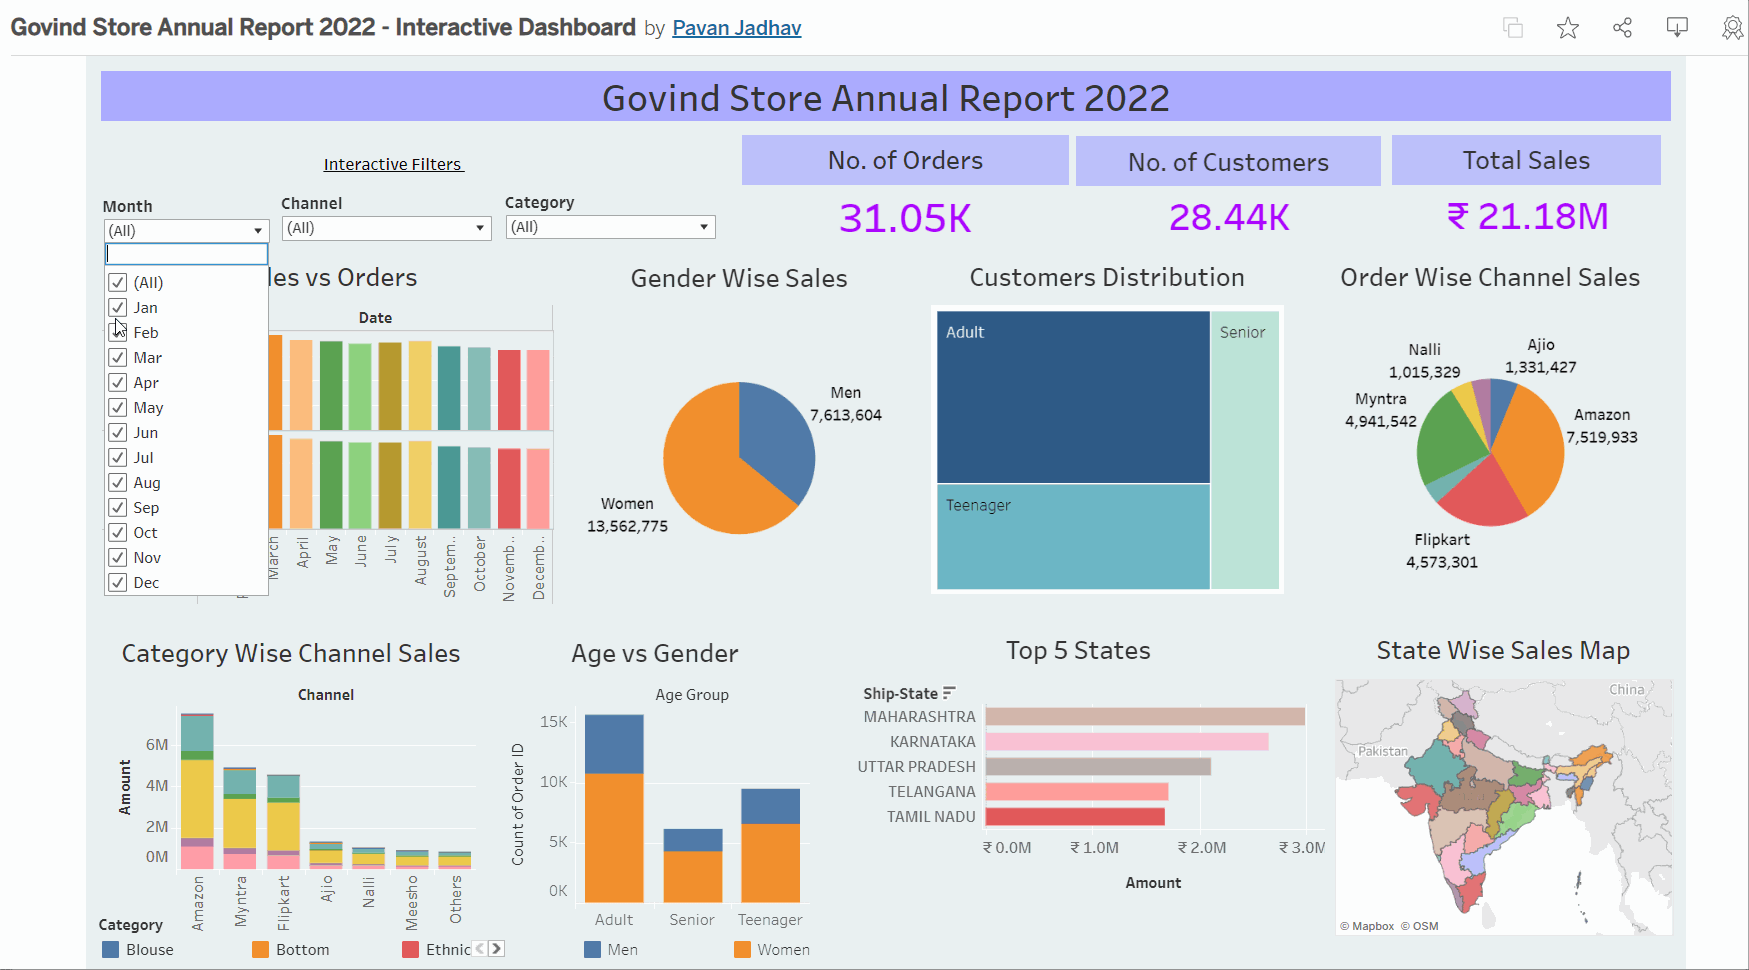 Govind Store Annual Report 2022 - Interactive Dashboard by Pavan Jadhav
Govind Store Annual Report 2022
Interactive Filters
No. of Orders
No. of Customers
Total Sales
31.05K
28.44K
₹ 21.18M
Month
(All)
Channel
(All)
Category
(All)
(All)
Jan
Feb
Mar
Apr
May
Jun
Jul
Aug
Sep
Oct
Nov
Dec
les vs Orders
Date
March
April
May
June
July
August
Septem..
October
Novemb..
Decemb..
Gender Wise Sales
Men
7,613,604
Women
13,562,775
Customers Distribution
Adult
Senior
Teenager
Order Wise Channel Sales
Nalli
1,015,329
Ajio
1,331,427
Myntra
4,941,542
Amazon
7,519,933
Flipkart
4,573,301
Category Wise Channel Sales
Channel
Amount
6M
4M
2M
0M
Amazon
Myntra
Flipkart
Ajio
Nalli
Meesho
Others
Category
Blouse
Bottom
Ethnic
Age vs Gender
Age Group
Count of Order ID
15K
10K
5K
0K
Adult
Senior
Teenager
Men
Women
Top 5 States
Ship-State
MAHARASHTRA
KARNATAKA
UTTAR PRADESH
TELANGANA
TAMIL NADU
₹ 0.0M
₹ 1.0M
₹ 2.0M
₹ 3.0M
Amount
State Wise Sales Map
China
Pakistan
© Mapbox © OSM